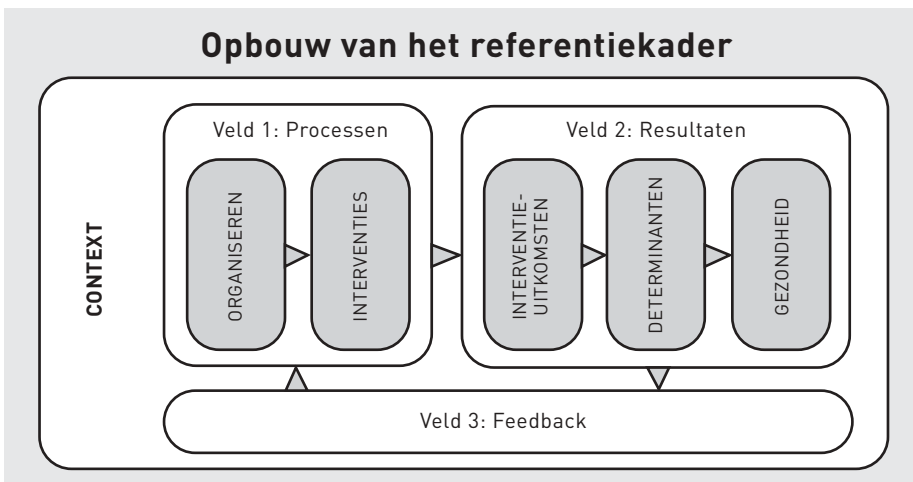 Opbouw van het referentiekader
CONTEXT
Veld 1: Processen
ORGANISEREN
INTERVENTIES
Veld 2: Resultaten
INTERVENTIE-
UITKOMSTEN
DETERMINANTEN
GEZONDHEID
Veld 3: Feedback